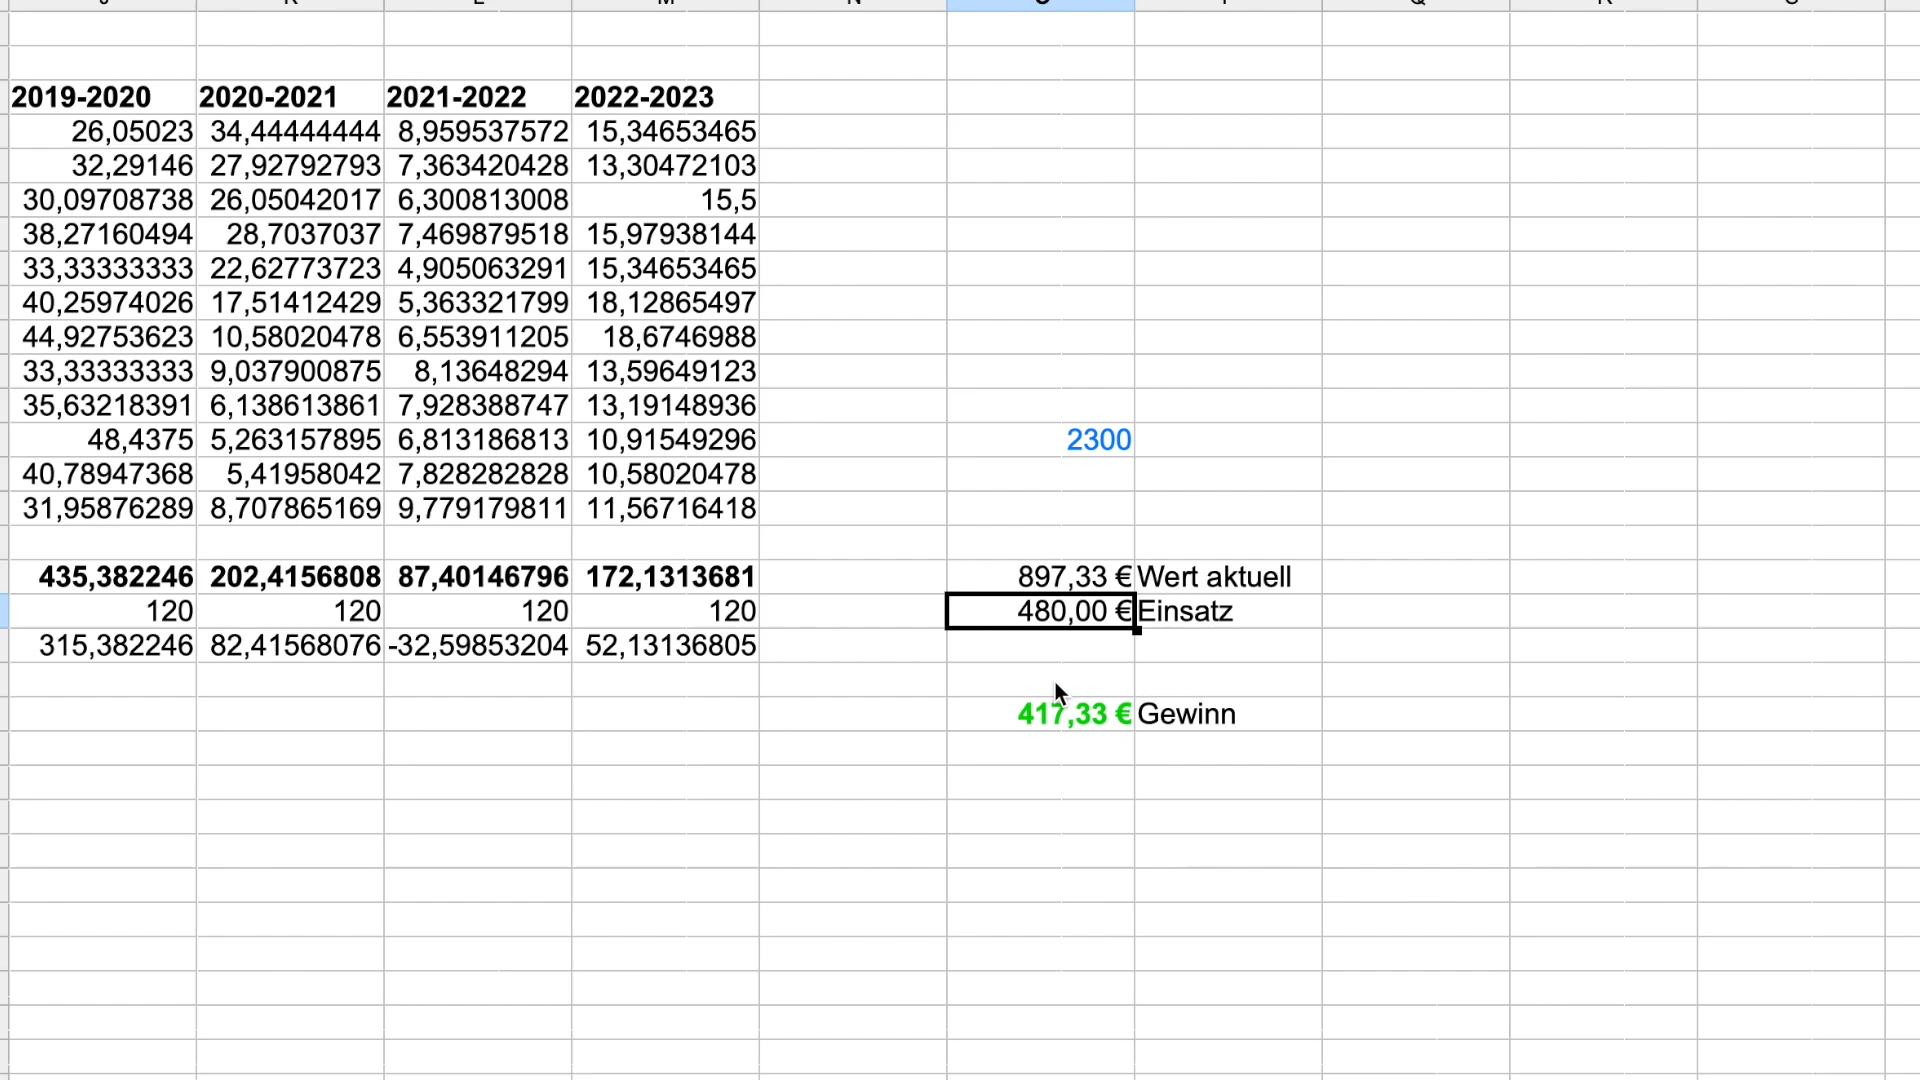 2019-2020 2020-2021 2021-2022 2022-2023
26,05023 34,44444444 8,959537572 15,34653465
32,29146 27,92792793 7,363420428 13,30472103
30,09708738 26,05042017 6,300813008 15,5
38,27160494 28,7037037 7,469879518 15,97938144
33,33333333 22,62773723 4,905063291 15,34653465
40,25974026 17,51412429 5,363321799 18,12865497
44,92753623 10,58020478 6,553911205 18,6746988
33,33333333 9,037900875 8,13648294 13,59649123
35,63218391 6,138613861 7,928388747 13,19148936
48,4375 5,263157895 6,813186813 10,91549296 2300
40,78947368 5,41958042 7,828282828 10,58020478
31,95876289 8,707865169 9,779179811 11,56716418
435,382246 202,4156808 87,40146796 172,1313681 897,33 € Wert aktuell
120 120 120 120 480,00 € Einsatz
315,382246 82,41568076 -32,59853204 52,13136805
417,33 € Gewinn